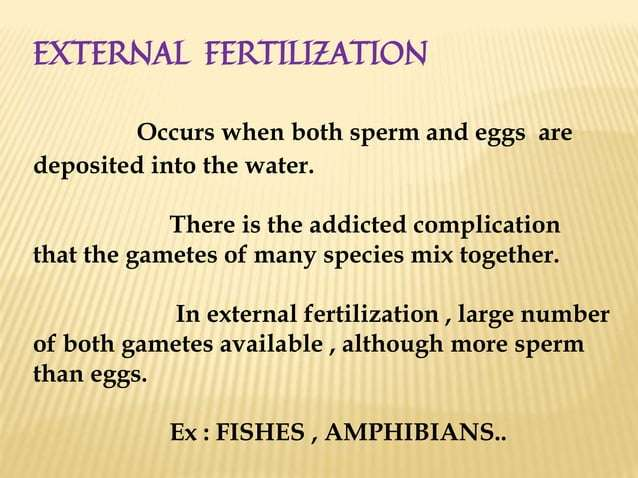 EXTERNAL FERTILIZATION
Occurs when both sperm and eggs are
deposited into the water.
There is the addicted complication
that the gametes of many species mix together.
In external fertilization , large number
of both gametes available , although more sperm
than eggs.
Ex : FISHES , AMPHIBIANS..